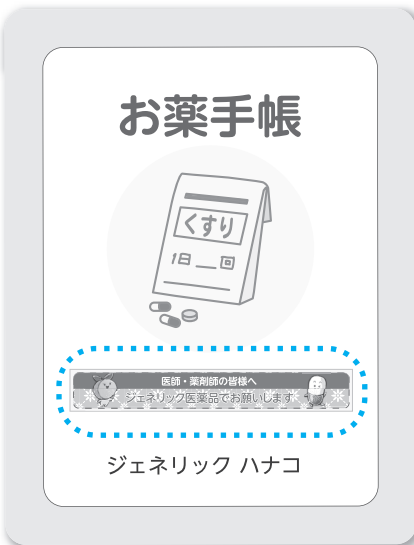 お薬手帳
くすり
1日__回
医師・薬剤師の皆様へ
ジェネリック医薬品でお願いします
ジェネリック ハナコ